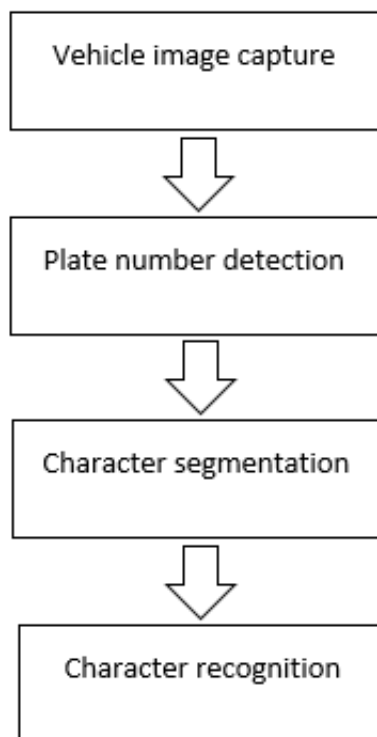 Vehicle image capture
Plate number detection
Character segmentation
Character recognition